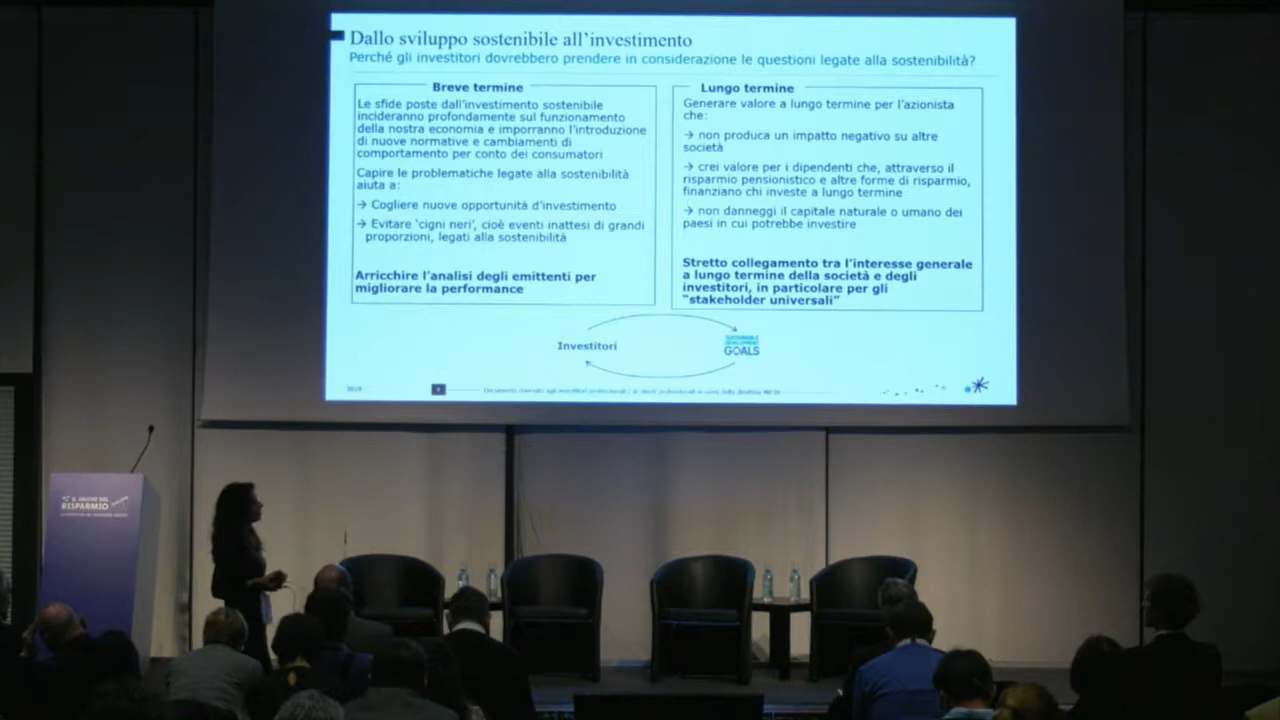 Dallo sviluppo sostenibile all'investimento
Perché gli investitori dovrebbero prendere in considerazione le questioni legate alla sostenibilità?
Breve termine
Le sfide poste dall'investimento sostenibile
incideranno profondamente sul funzionamento
della nostra economia e imporranno l'introduzione
di nuove normative e cambiamenti di
comportamento per conto dei consumatori
Capire le problematiche legate alla sostenibilità
aiuta a:
→ Cogliere nuove opportunità d'investimento
→ Evitare 'cigni neri', cioè eventi inattesi di grandi
proporzioni, legati alla sostenibilità
Arricchire l'analisi degli emittenti per
migliorare la performance
Lungo termine
Generare valore a lungo termine per l'azionista
che:
→ non produca un impatto negativo su altre
società
→ crei valore per i dipendenti che, attraverso il
risparmio pensionistico e altre forme di risparmio,
finanziano chi investe a lungo termine
→ non danneggi il capitale naturale o umano dei
paesi in cui potrebbe investire
Stretto collegamento tra l'interesse generale
a lungo termine della società e degli
investitori, in particolare per gli
"stakeholder universali"
Investitori
SUSTAINABLE
DEVELOPMENT
GOALS
2019
IL SALONE DEL
RISPARMIO